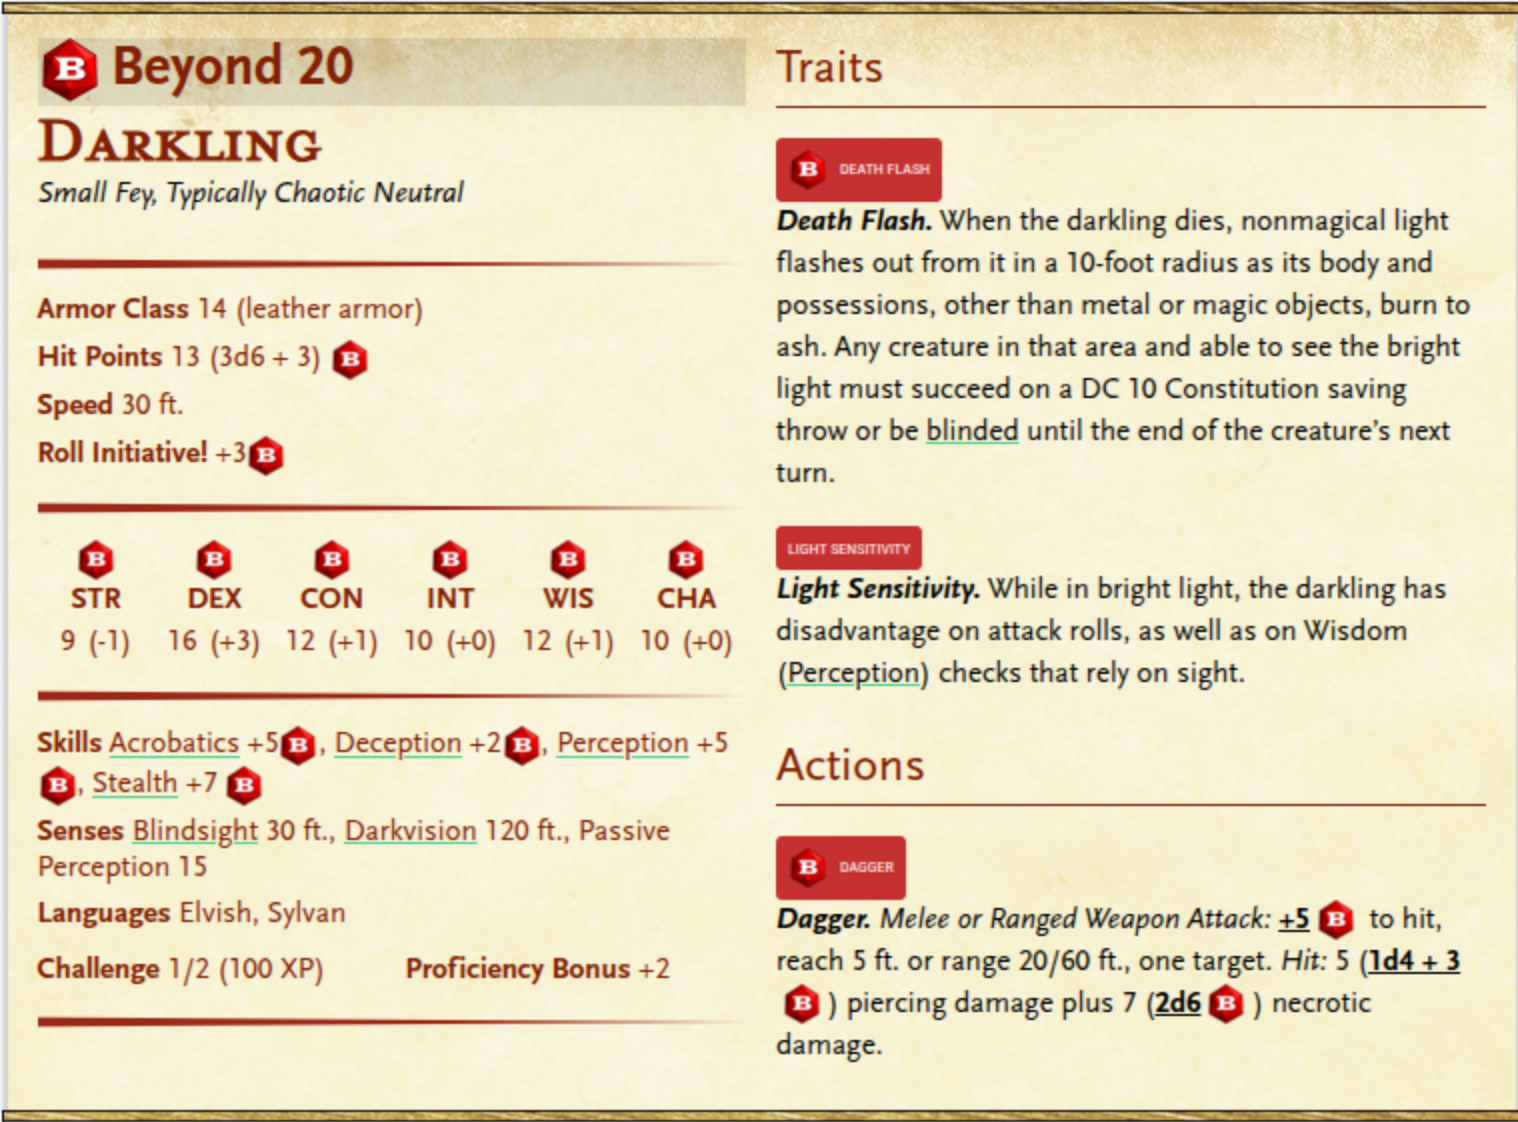 B Beyond 20
DARKLING
Small Fey, Typically Chaotic Neutral
Armor Class 14 (leather armor)
Hit Points 13 (3d6 + 3) B
Speed 30 ft.
Roll Initiative! +3 B
B B B B B B
STR DEX CON INT WIS CHA
9 (-1) 16 (+3) 12 (+1) 10 (+0) 12 (+1) 10 (+0)
Skills Acrobatics +5 B , Deception +2 B , Perception +5
B , Stealth +7 B
Senses Blindsight 30 ft., Darkvision 120 ft., Passive
Perception 15
Languages Elvish, Sylvan
Challenge 1/2 (100 XP) Proficiency Bonus +2
Traits
B DEATH FLASH
Death Flash. When the darkling dies, nonmagical light
flashes out from it in a 10-foot radius as its body and
possessions, other than metal or magic objects, burn to
ash. Any creature in that area and able to see the bright
light must succeed on a DC 10 Constitution saving
throw or be blinded until the end of the creature's next
turn.
LIGHT SENSITIVITY
Light Sensitivity. While in bright light, the darkling has
disadvantage on attack rolls, as well as on Wisdom
(Perception) checks that rely on sight.
Actions
B DAGGER
Dagger. Melee or Ranged Weapon Attack: +5 B to hit,
reach 5 ft. or range 20/60 ft., one target. Hit: 5 (1d4 + 3
B ) piercing damage plus 7 (2d6 B ) necrotic
damage.